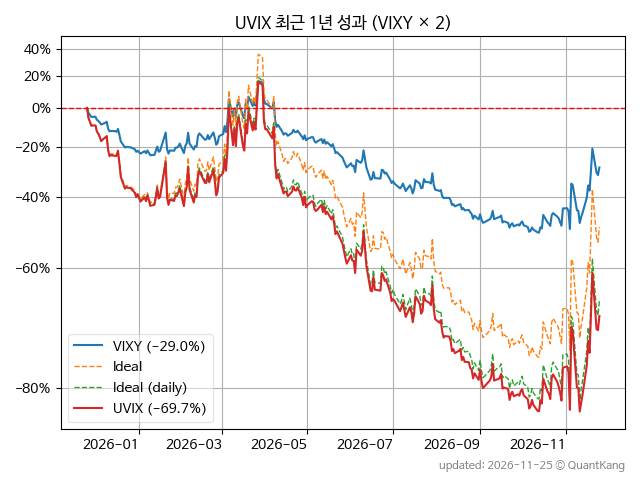 UVIX 최근 1년 성과 (VIXY × 2)
40%
20%
0%
−20%
−40%
−60%
−80%
VIXY (−29.0%)
Ideal
Ideal (daily)
UVIX (−69.7%)
2026−01 2026−03 2026−05 2026−07 2026−09 2026−11
updated: 2026−11−25 © QuantKang